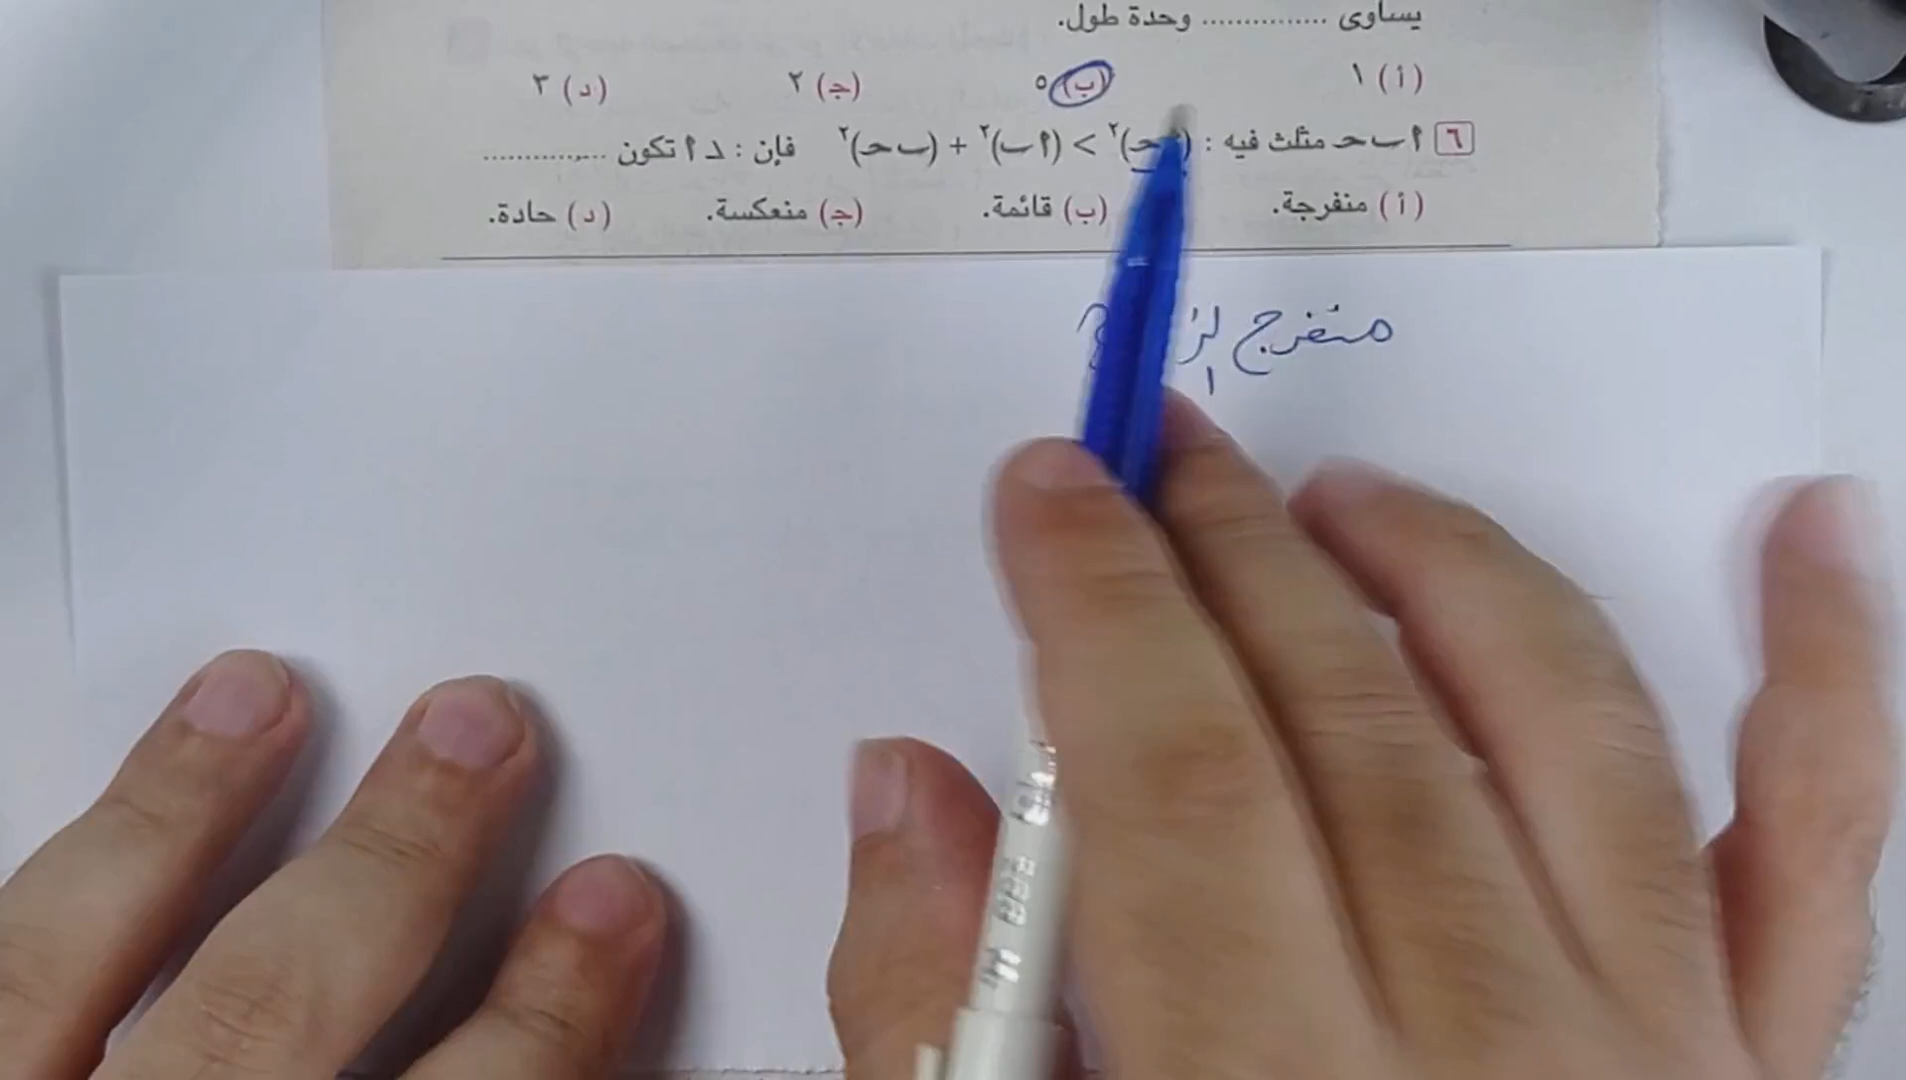 يساوى ............... وحدة طول.
(أ) ١ (ب) ٥ (جـ) ٢ (د) ٣
٦ ا ب حـ مثلث فيه : ( حـ)٢ > (ا ب)٢ + (ب حـ)٢ فإن : د ا تكون ...............
(أ) منفرجة. (ب) قائمة. (جـ) منعكسة. (د) حادة.
منفرج